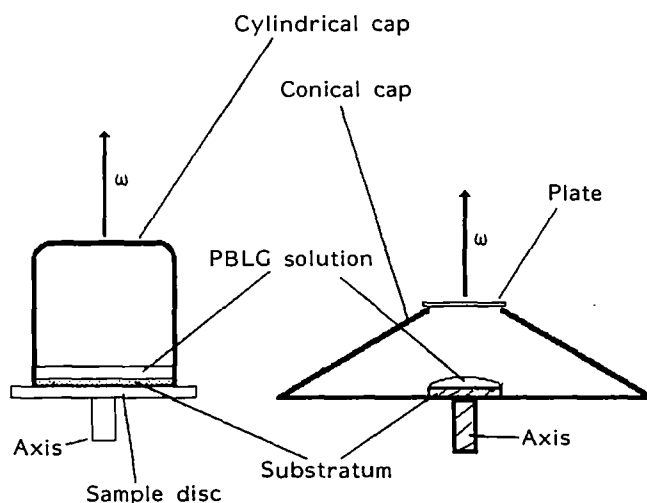 Cylindrical cap
Conical cap
ω
ω
Plate
PBLG solution
Axis
Substratum
Axis
Sample disc